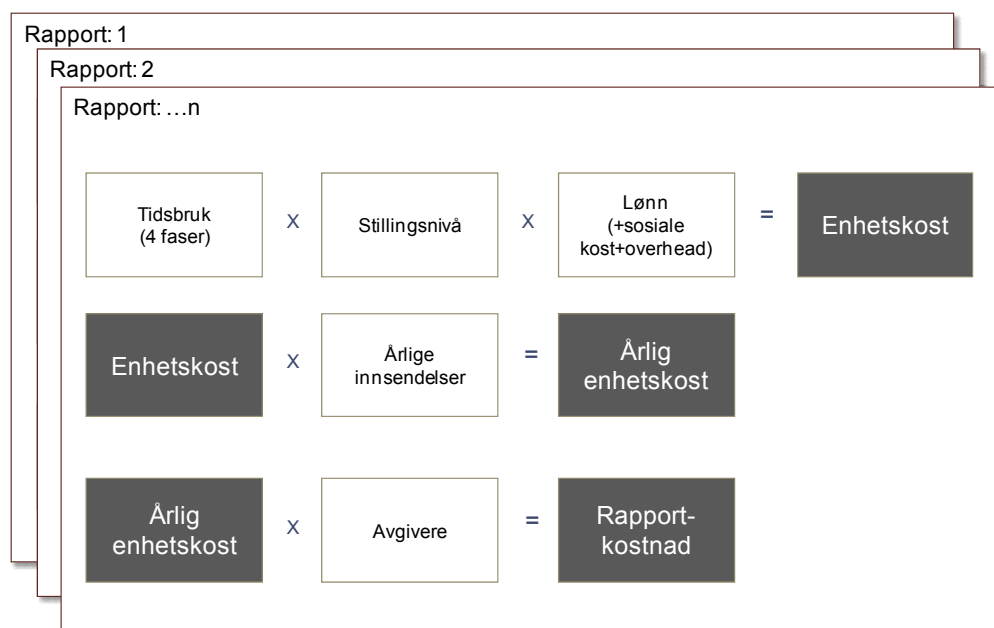 Rapport: 1
Rapport: 2
Rapport: …n
Tidsbruk
(4 faser)
X
Stillingsnivå
X
Lønn
(+sosiale
kost+overhead)
=
Enhetskost
Enhetskost
X
Årlige
innsendelser
=
Årlig
enhetskost
Årlig
enhetskost
X
Avgivere
=
Rapport-
kostnad